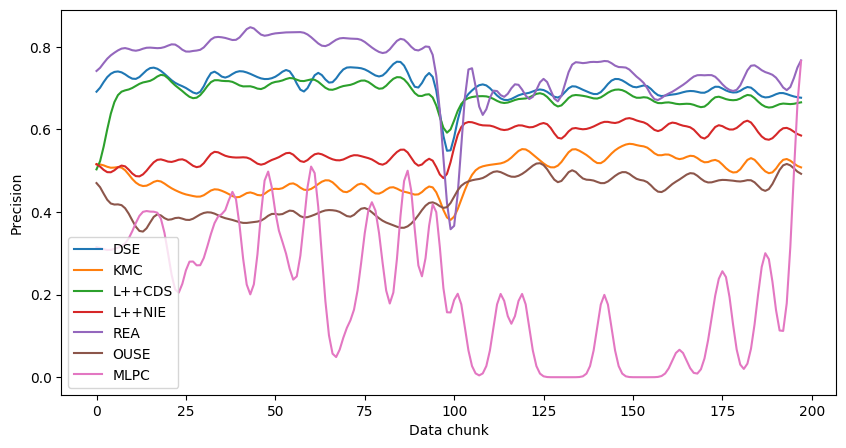 Precision
0.8
0.6
0.4
0.2
0.0
DSE
KMC
L++CDS
L++NIE
REA
OUSE
MLPC
0 25 50 75 100 125 150 175 200
Data chunk